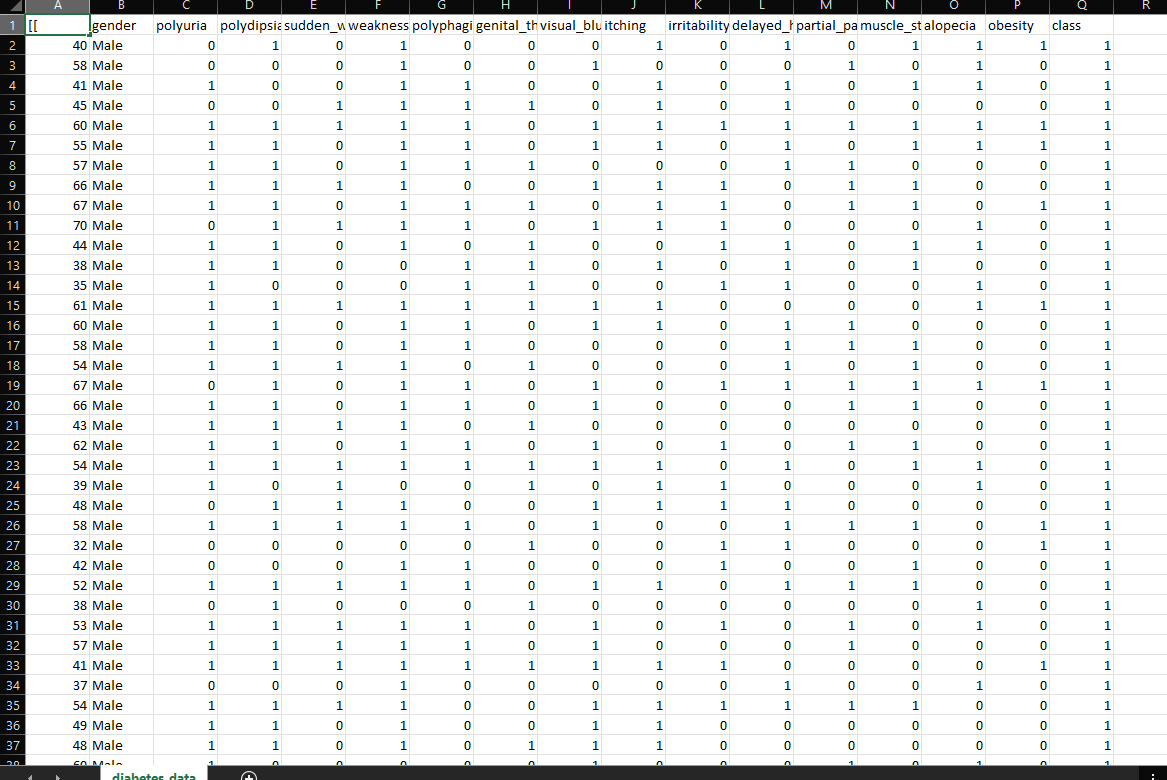 A B C D E F G H I J K L M N O P Q R
1 [[ gender polyuria polydipsia sudden_w weakness polyphagi genital_th visual_blu itching irritability delayed_h partial_pa muscle_st alopecia obesity class
2 40 Male 0 1 0 1 0 0 0 1 0 1 0 1 1 1 1
3 58 Male 0 0 0 1 0 0 1 0 0 0 1 0 1 0 1
4 41 Male 1 0 0 1 1 0 0 1 0 1 0 1 1 0 1
5 45 Male 0 0 1 1 1 1 0 1 0 1 0 0 0 0 1
6 60 Male 1 1 1 1 1 0 1 1 1 1 1 1 1 1 1
7 55 Male 1 1 0 1 1 0 1 1 0 1 0 1 1 1 1
8 57 Male 1 1 0 1 1 1 0 0 0 1 1 0 0 0 1
9 66 Male 1 1 1 1 0 0 1 1 1 0 1 1 0 0 1
10 67 Male 1 1 0 1 1 1 0 1 1 0 1 1 0 1 1
11 70 Male 0 1 1 1 1 0 1 1 1 0 0 0 1 0 1
12 44 Male 1 1 0 1 0 1 0 0 1 1 0 1 1 0 1
13 38 Male 1 1 0 0 1 1 0 1 0 1 0 1 0 0 1
14 35 Male 1 0 0 0 1 1 0 0 1 1 0 0 1 0 1
15 61 Male 1 1 1 1 1 1 1 1 0 0 0 0 1 1 1
16 60 Male 1 1 0 1 1 0 1 1 0 1 1 0 0 0 1
17 58 Male 1 1 0 1 1 0 1 0 0 0 1 1 0 0 1
18 54 Male 1 1 1 1 0 1 0 0 0 1 0 1 0 0 1
19 67 Male 0 1 0 1 1 0 1 0 1 1 1 1 1 1 1
20 66 Male 1 1 0 1 1 0 1 0 0 0 1 1 0 0 1
21 43 Male 1 1 1 1 0 1 0 0 0 0 0 0 0 0 1
22 62 Male 1 1 0 1 1 0 1 0 1 0 1 1 0 0 1
23 54 Male 1 1 1 1 1 1 1 1 0 1 0 1 1 0 1
24 39 Male 1 0 1 0 0 1 0 1 1 0 0 0 1 0 1
25 48 Male 0 1 1 1 0 0 1 1 1 1 0 0 0 0 1
26 58 Male 1 1 1 1 1 0 1 0 0 1 1 1 0 1 1
27 32 Male 0 0 0 0 0 1 0 0 1 1 0 0 0 1 1
28 42 Male 0 0 0 1 1 0 0 0 1 0 0 1 0 0 1
29 52 Male 1 1 1 1 1 0 1 1 0 1 1 1 0 0 1
30 38 Male 0 1 0 0 0 1 0 0 0 0 0 0 1 0 1
31 53 Male 1 1 1 1 1 0 1 0 1 0 1 0 1 0 1
32 57 Male 1 1 1 1 1 0 1 0 0 0 1 0 0 0 1
33 41 Male 1 1 1 1 1 1 1 1 1 0 0 0 0 1 1
34 37 Male 0 0 0 1 0 0 0 0 0 1 0 0 1 0 1
35 54 Male 1 1 1 1 0 0 1 1 1 1 1 1 0 0 1
36 49 Male 1 1 0 1 0 0 1 1 0 1 1 0 0 0 1
37 48 Male 1 1 0 1 0 1 1 1 0 0 0 0 1 0 1
diabetes_data